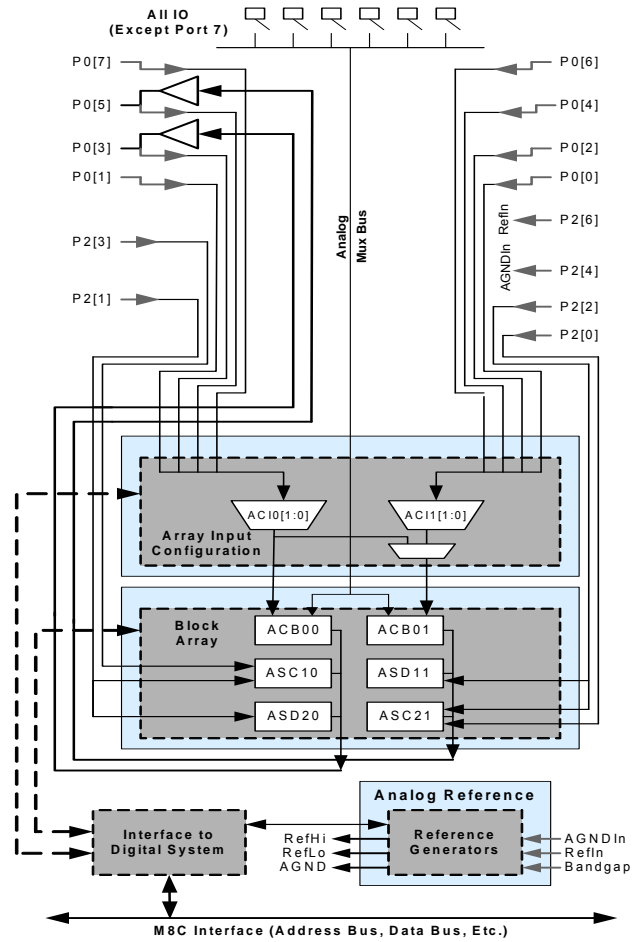 All IO
(Except Port 7)
P0[7]
P0[5]
P0[3]
P0[1]
P2[3]
P2[1]
P0[6]
P0[4]
P0[2]
P0[0]
P2[6]
P2[4]
P2[2]
P2[0]
AGNDIn RefIn
Analog
Mux Bus
ACI0[1:0]
ACI1[1:0]
Array Input
Configuration
Block
Array
ACB00
ACB01
ASC10
ASD11
ASD20
ASC21
Analog Reference
Interface to
Digital System
RefHi
RefLo
AGND
Reference
Generators
AGNDIn
RefIn
Bandgap
M8C Interface (Address Bus, Data Bus, Etc.)